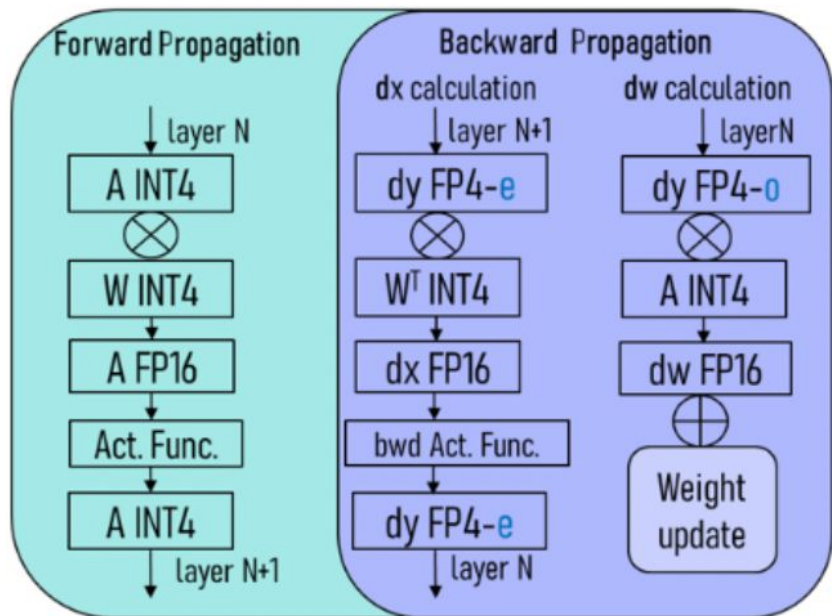 Forward Propagation
layer N
A INT4
W INT4
A FP16
Act. Func.
A INT4
layer N+1
Backward Propagation
dx calculation
layer N+1
dy FP4-e
Wᵀ INT4
dx FP16
bwd Act. Func.
dy FP4-e
layer N
dw calculation
layerN
dy FP4-o
A INT4
dw FP16
Weight
update